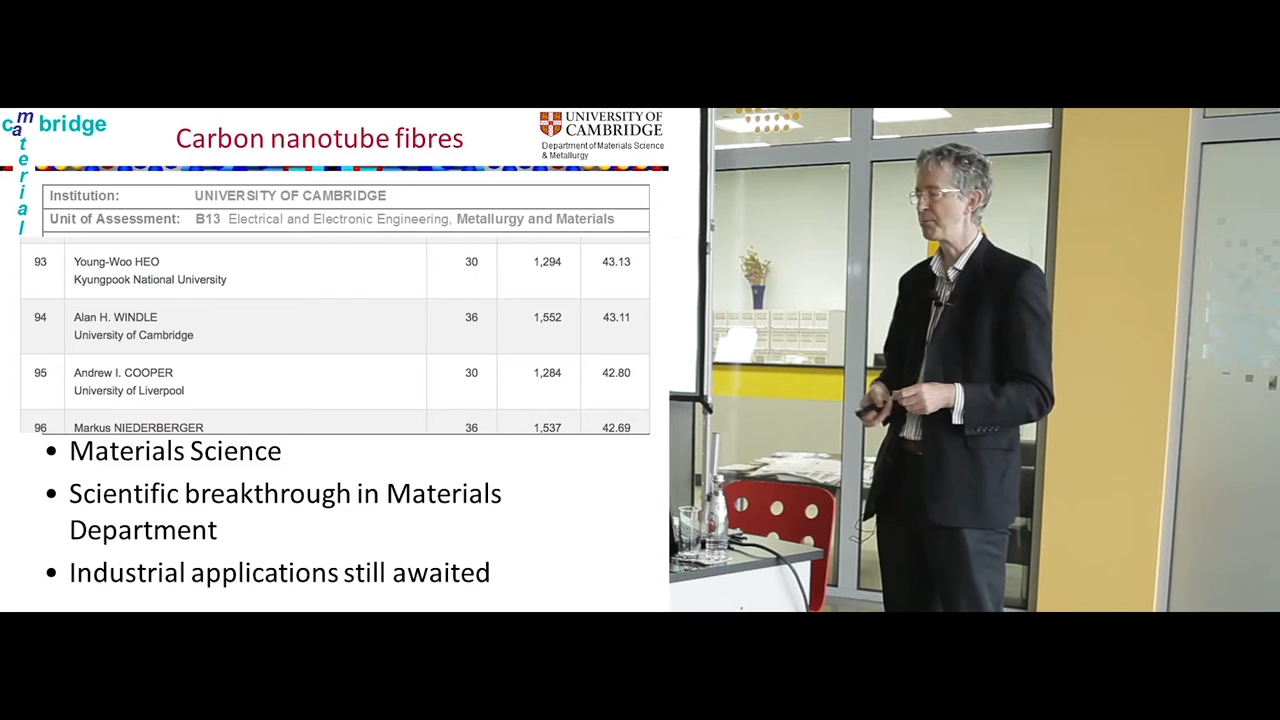 cambridge
material
Carbon nanotube fibres
UNIVERSITY OF
CAMBRIDGE
Department of Materials Science
& Metallurgy
Institution: UNIVERSITY OF CAMBRIDGE
Unit of Assessment: B13 Electrical and Electronic Engineering, Metallurgy and Materials
93 Young-Woo HEO 30 1,294 43.13
Kyungpook National University
94 Alan H. WINDLE 36 1,552 43.11
University of Cambridge
95 Andrew I. COOPER 30 1,284 42.80
University of Liverpool
96 Markus NIEDERBERGER 36 1,537 42.69
• Materials Science
• Scientific breakthrough in Materials
Department
• Industrial applications still awaited